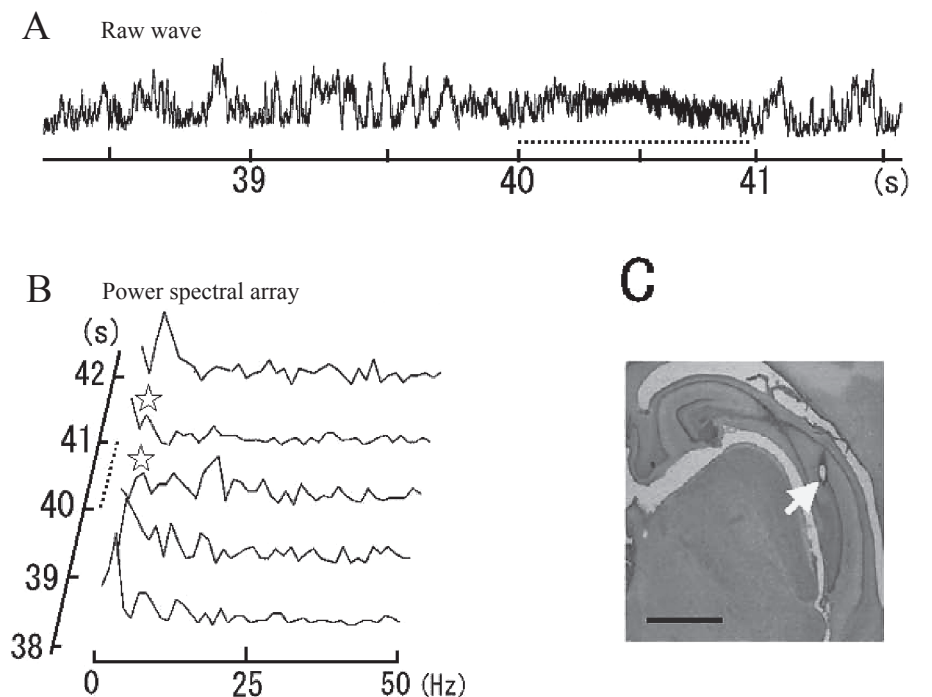 A Raw wave
39 40 41 (s)
B Power spectral array
(s)
42
41
40
39
38
0 25 50 (Hz)
C